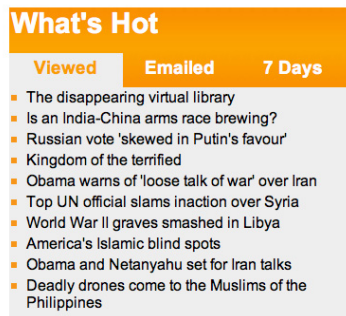 What's Hot
Viewed Emailed 7 Days
The disappearing virtual library
Is an India-China arms race brewing?
Russian vote 'skewed in Putin's favour'
Kingdom of the terrified
Obama warns of 'loose talk of war' over Iran
Top UN official slams inaction over Syria
World War II graves smashed in Libya
America's Islamic blind spots
Obama and Netanyahu set for Iran talks
Deadly drones come to the Muslims of the
Philippines